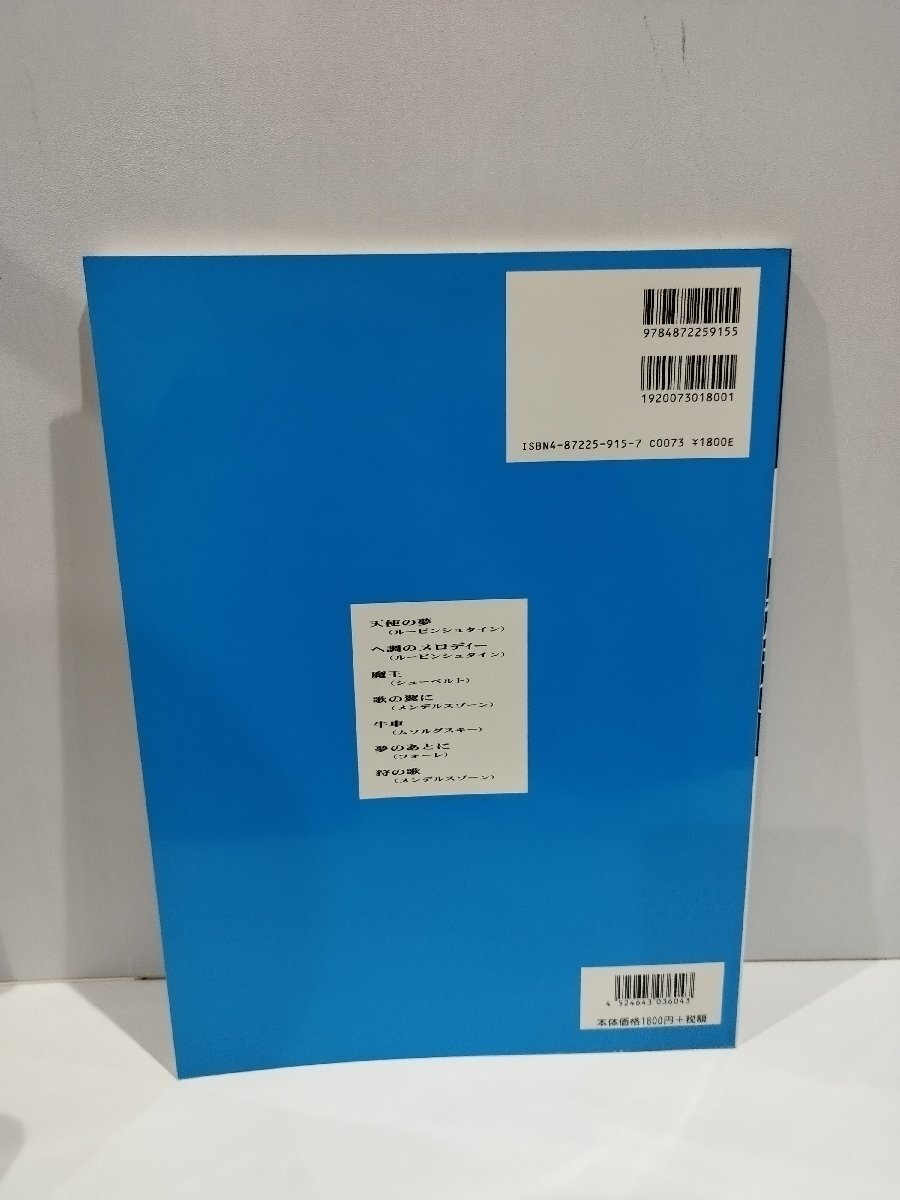 9784872259155
1920073018001
ISBN4-87225-915-7 C0073 ¥1800E
天使の夢
(ルービンシュタイン)
ヘ調のメロディー
(ルービンシュタイン)
魔王
(シューベルト)
歌の翼に
(メンデルスゾーン)
牛車
(ムソルグスキー)
夢のあとに
(フォーレ)
狩の歌
(メンデルスゾーン)
4524643036043
本体価格1800円+税額